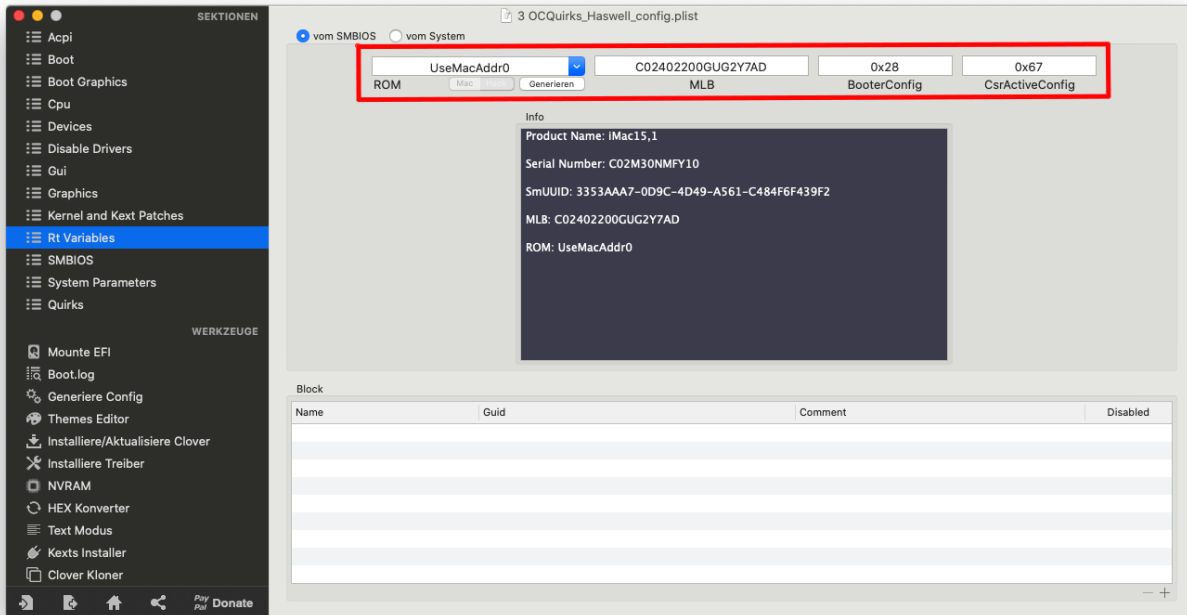 SEKTIONEN
Acpi
Boot
Boot Graphics
Cpu
Devices
Disable Drivers
Gui
Graphics
Kernel and Kext Patches
Rt Variables
SMBIOS
System Parameters
Quirks
WERKZEUGE
Mounte EFI
Boot.log
Generiere Config
Themes Editor
Installiere/Aktualisiere Clover
Installiere Treiber
NVRAM
HEX Konverter
Text Modus
Kexts Installer
Clover Kloner
Pay Pal Donate
3 OCQuirks_Haswell_config.plist
vom SMBIOS vom System
UseMacAddr0 C02402200GUG2Y7AD 0x28 0x67
ROM Mac Generieren MLB BooterConfig CsrActiveConfig
Info
Product Name: iMac15,1
Serial Number: C02M30NMFY10
SmUUID: 3353AAA7-0D9C-4D49-A561-C484F6F439F2
MLB: C02402200GUG2Y7AD
ROM: UseMacAddr0
Block
Name Guid Comment Disabled